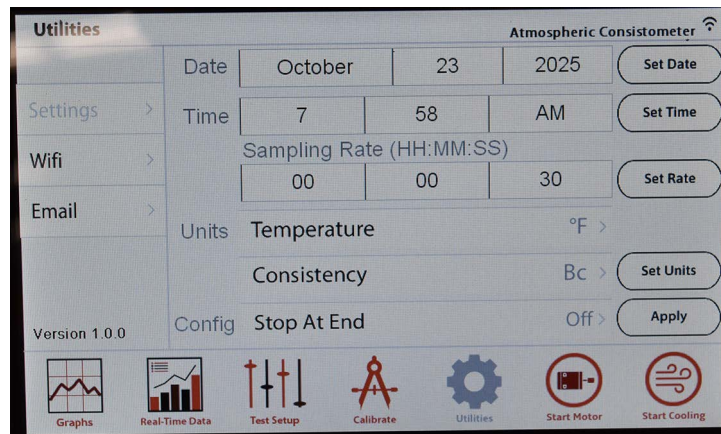 Utilities
Atmospheric Consistometer
Date October 23 2025 Set Date
Settings > Time 7 58 AM Set Time
Sampling Rate (HH:MM:SS)
Wifi > 00 00 30 Set Rate
Email >
Units Temperature °F >
Consistency Bc > Set Units
Version 1.0.0 Config Stop At End Off > Apply
Graphs Real-Time Data Test Setup Calibrate Utilities Start Motor Start Cooling